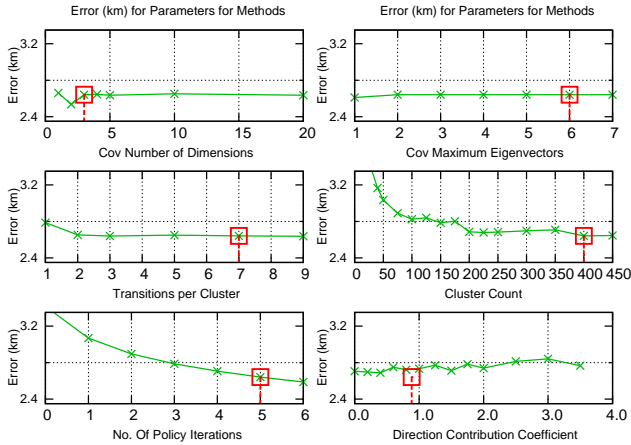 Error (km) for Parameters for Methods
3.2
2.4
Error (km)
0 5 10 15 20
Cov Number of Dimensions
Error (km) for Parameters for Methods
3.2
2.4
Error (km)
1 2 3 4 5 6 7
Cov Maximum Eigenvectors
3.2
2.4
Error (km)
1 2 3 4 5 6 7 8 9
Transitions per Cluster
3.2
2.4
Error (km)
0 50 100 150 200 250 300 350 400 450
Cluster Count
3.2
2.4
Error (km)
0 1 2 3 4 5 6
No. Of Policy Iterations
3.2
2.4
Error (km)
0.0 1.0 2.0 3.0 4.0
Direction Contribution Coefficient